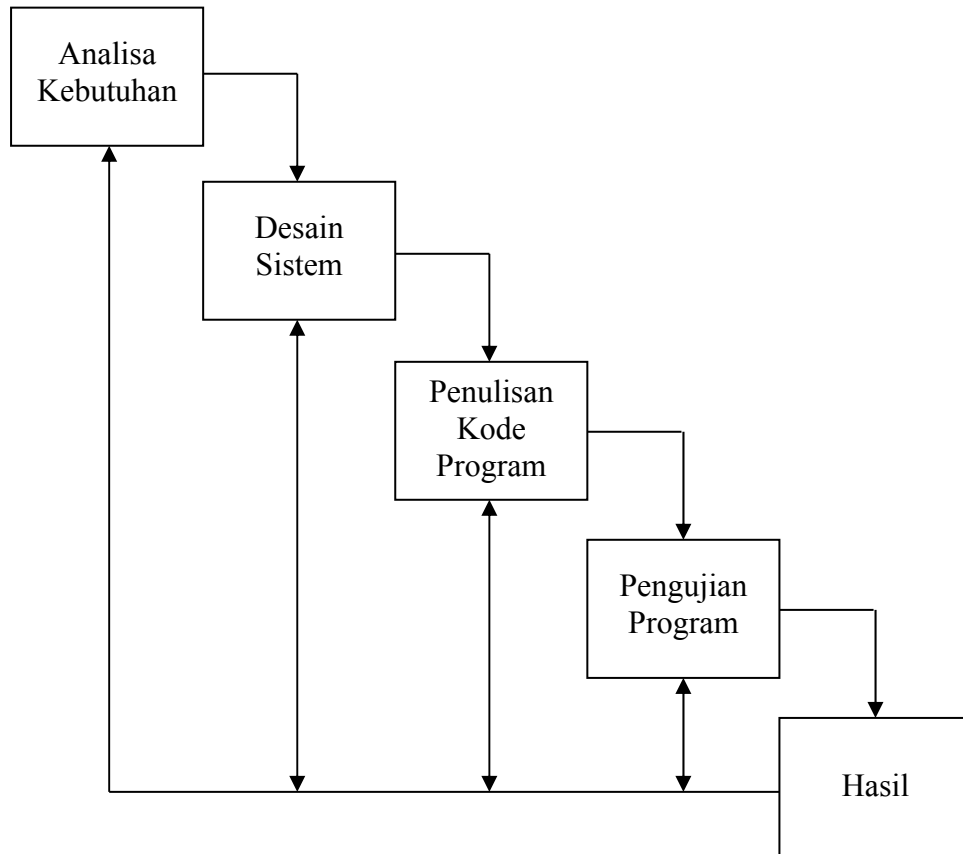 Analisa
Kebutuhan
Desain
Sistem
Penulisan
Kode
Program
Pengujian
Program
Hasil